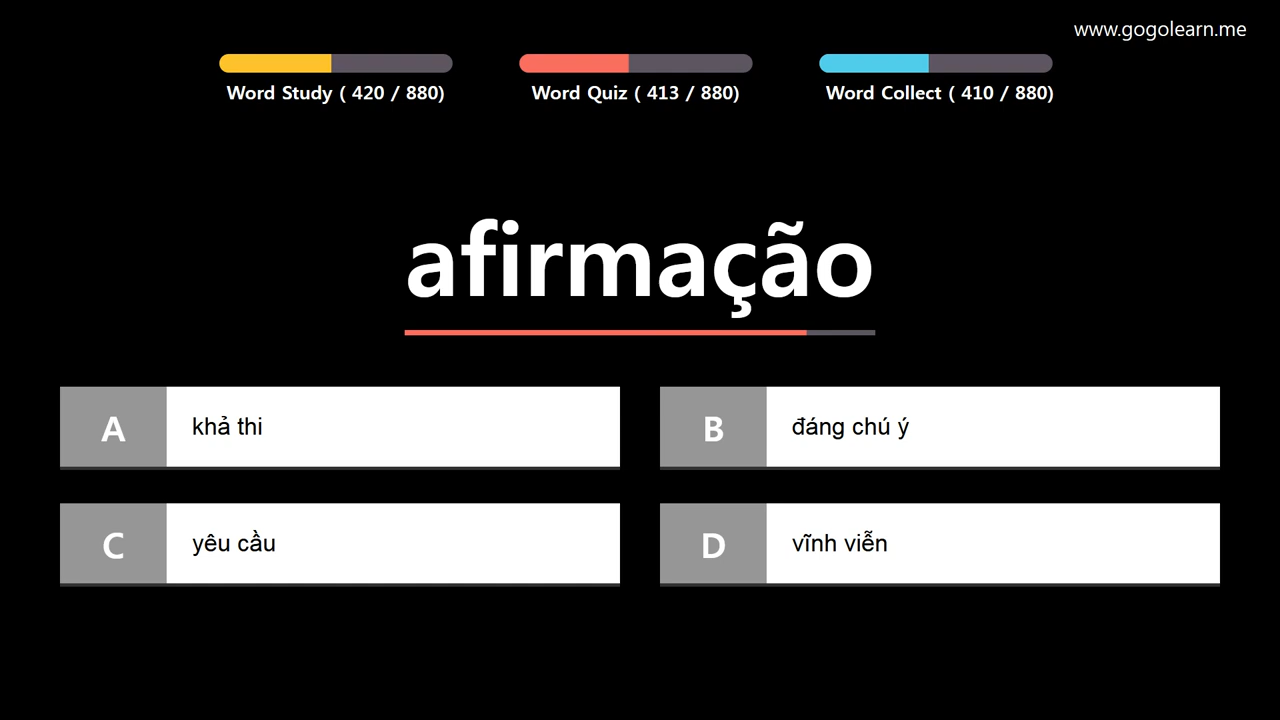 www.gogolearn.me
Word Study ( 420 / 880)
Word Quiz ( 413 / 880)
Word Collect ( 410 / 880)
afirmação
A
khả thi
B
đáng chú ý
C
yêu cầu
D
vĩnh viễn